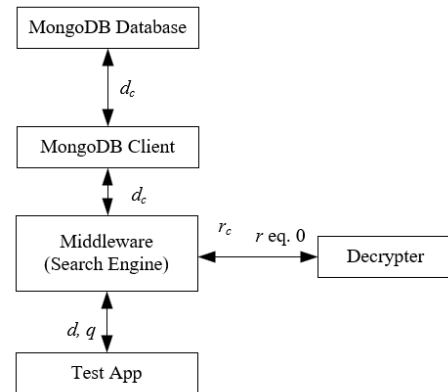 MongoDB Database
d_c
MongoDB Client
d_c
Middleware
(Search Engine)
r_c
r eq. 0
Decrypter
d, q
Test App